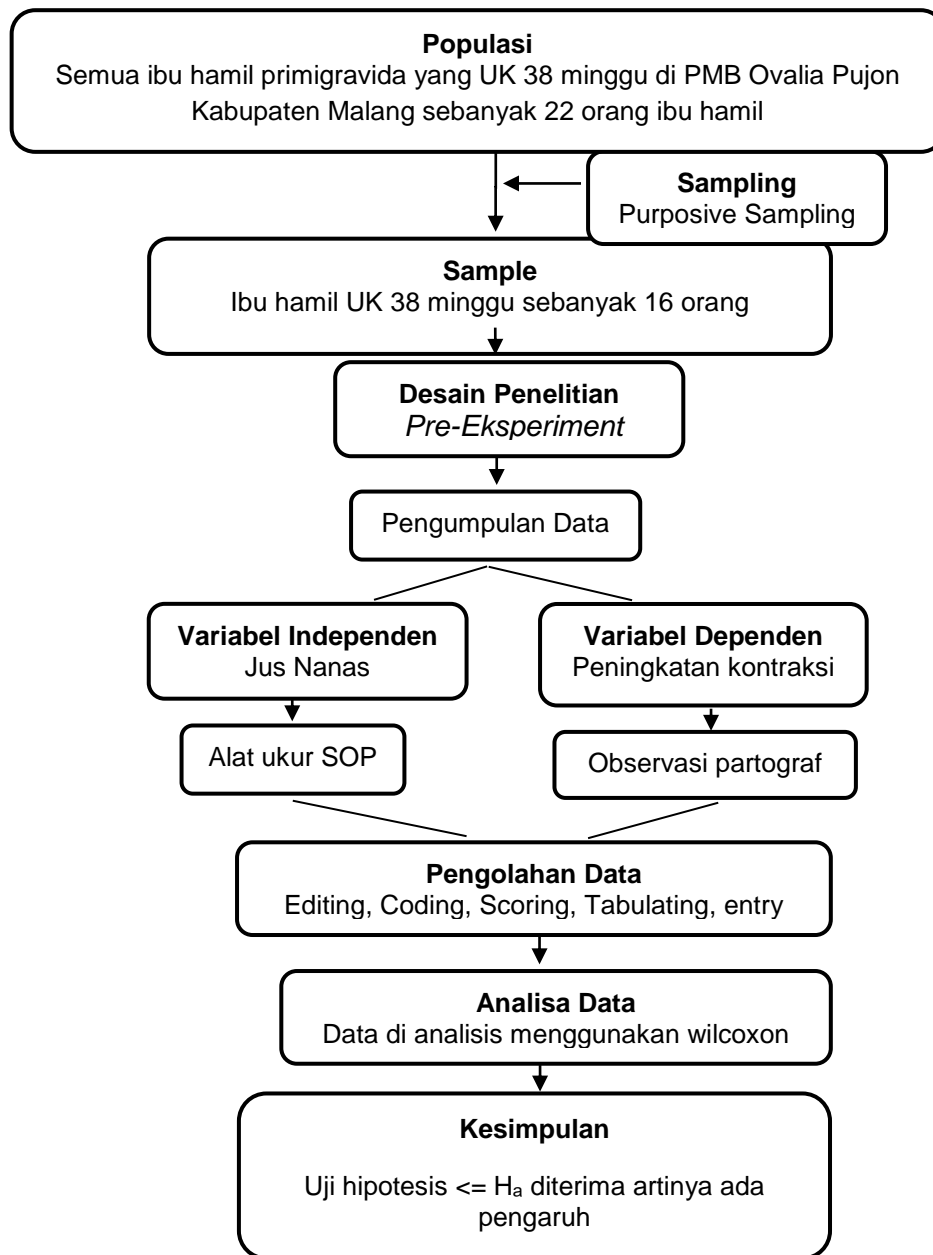 Populasi
Semua ibu hamil primigravida yang UK 38 minggu di PMB Ovalia Pujon
Kabupaten Malang sebanyak 22 orang ibu hamil
Sampling
Purposive Sampling
Sample
Ibu hamil UK 38 minggu sebanyak 16 orang
Desain Penelitian
Pre-Eksperiment
Pengumpulan Data
Variabel Independen
Jus Nanas
Variabel Dependen
Peningkatan kontraksi
Alat ukur SOP
Observasi partograf
Pengolahan Data
Editing, Coding, Scoring, Tabulating, entry
Analisa Data
Data di analisis menggunakan wilcoxon
Kesimpulan
Uji hipotesis <= Hₐ diterima artinya ada
pengaruh